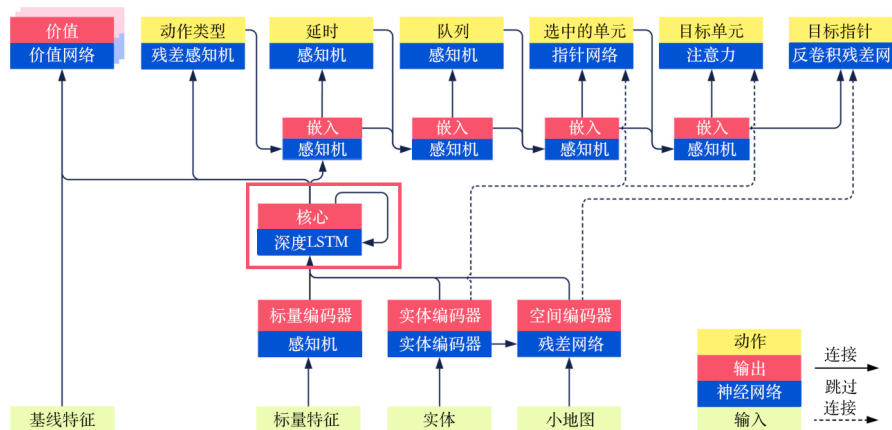 价值
价值网络
动作类型
残差感知机
延时
感知机
队列
感知机
选中的单元
指针网络
目标单元
注意力
目标指针
反卷积残差网
嵌入
感知机
嵌入
感知机
嵌入
感知机
嵌入
感知机
核心
深度LSTM
标量编码器
感知机
实体编码器
实体编码器
空间编码器
残差网络
动作
输出
神经网络
输入
连接
跳过
连接
基线特征
标量特征
实体
小地图